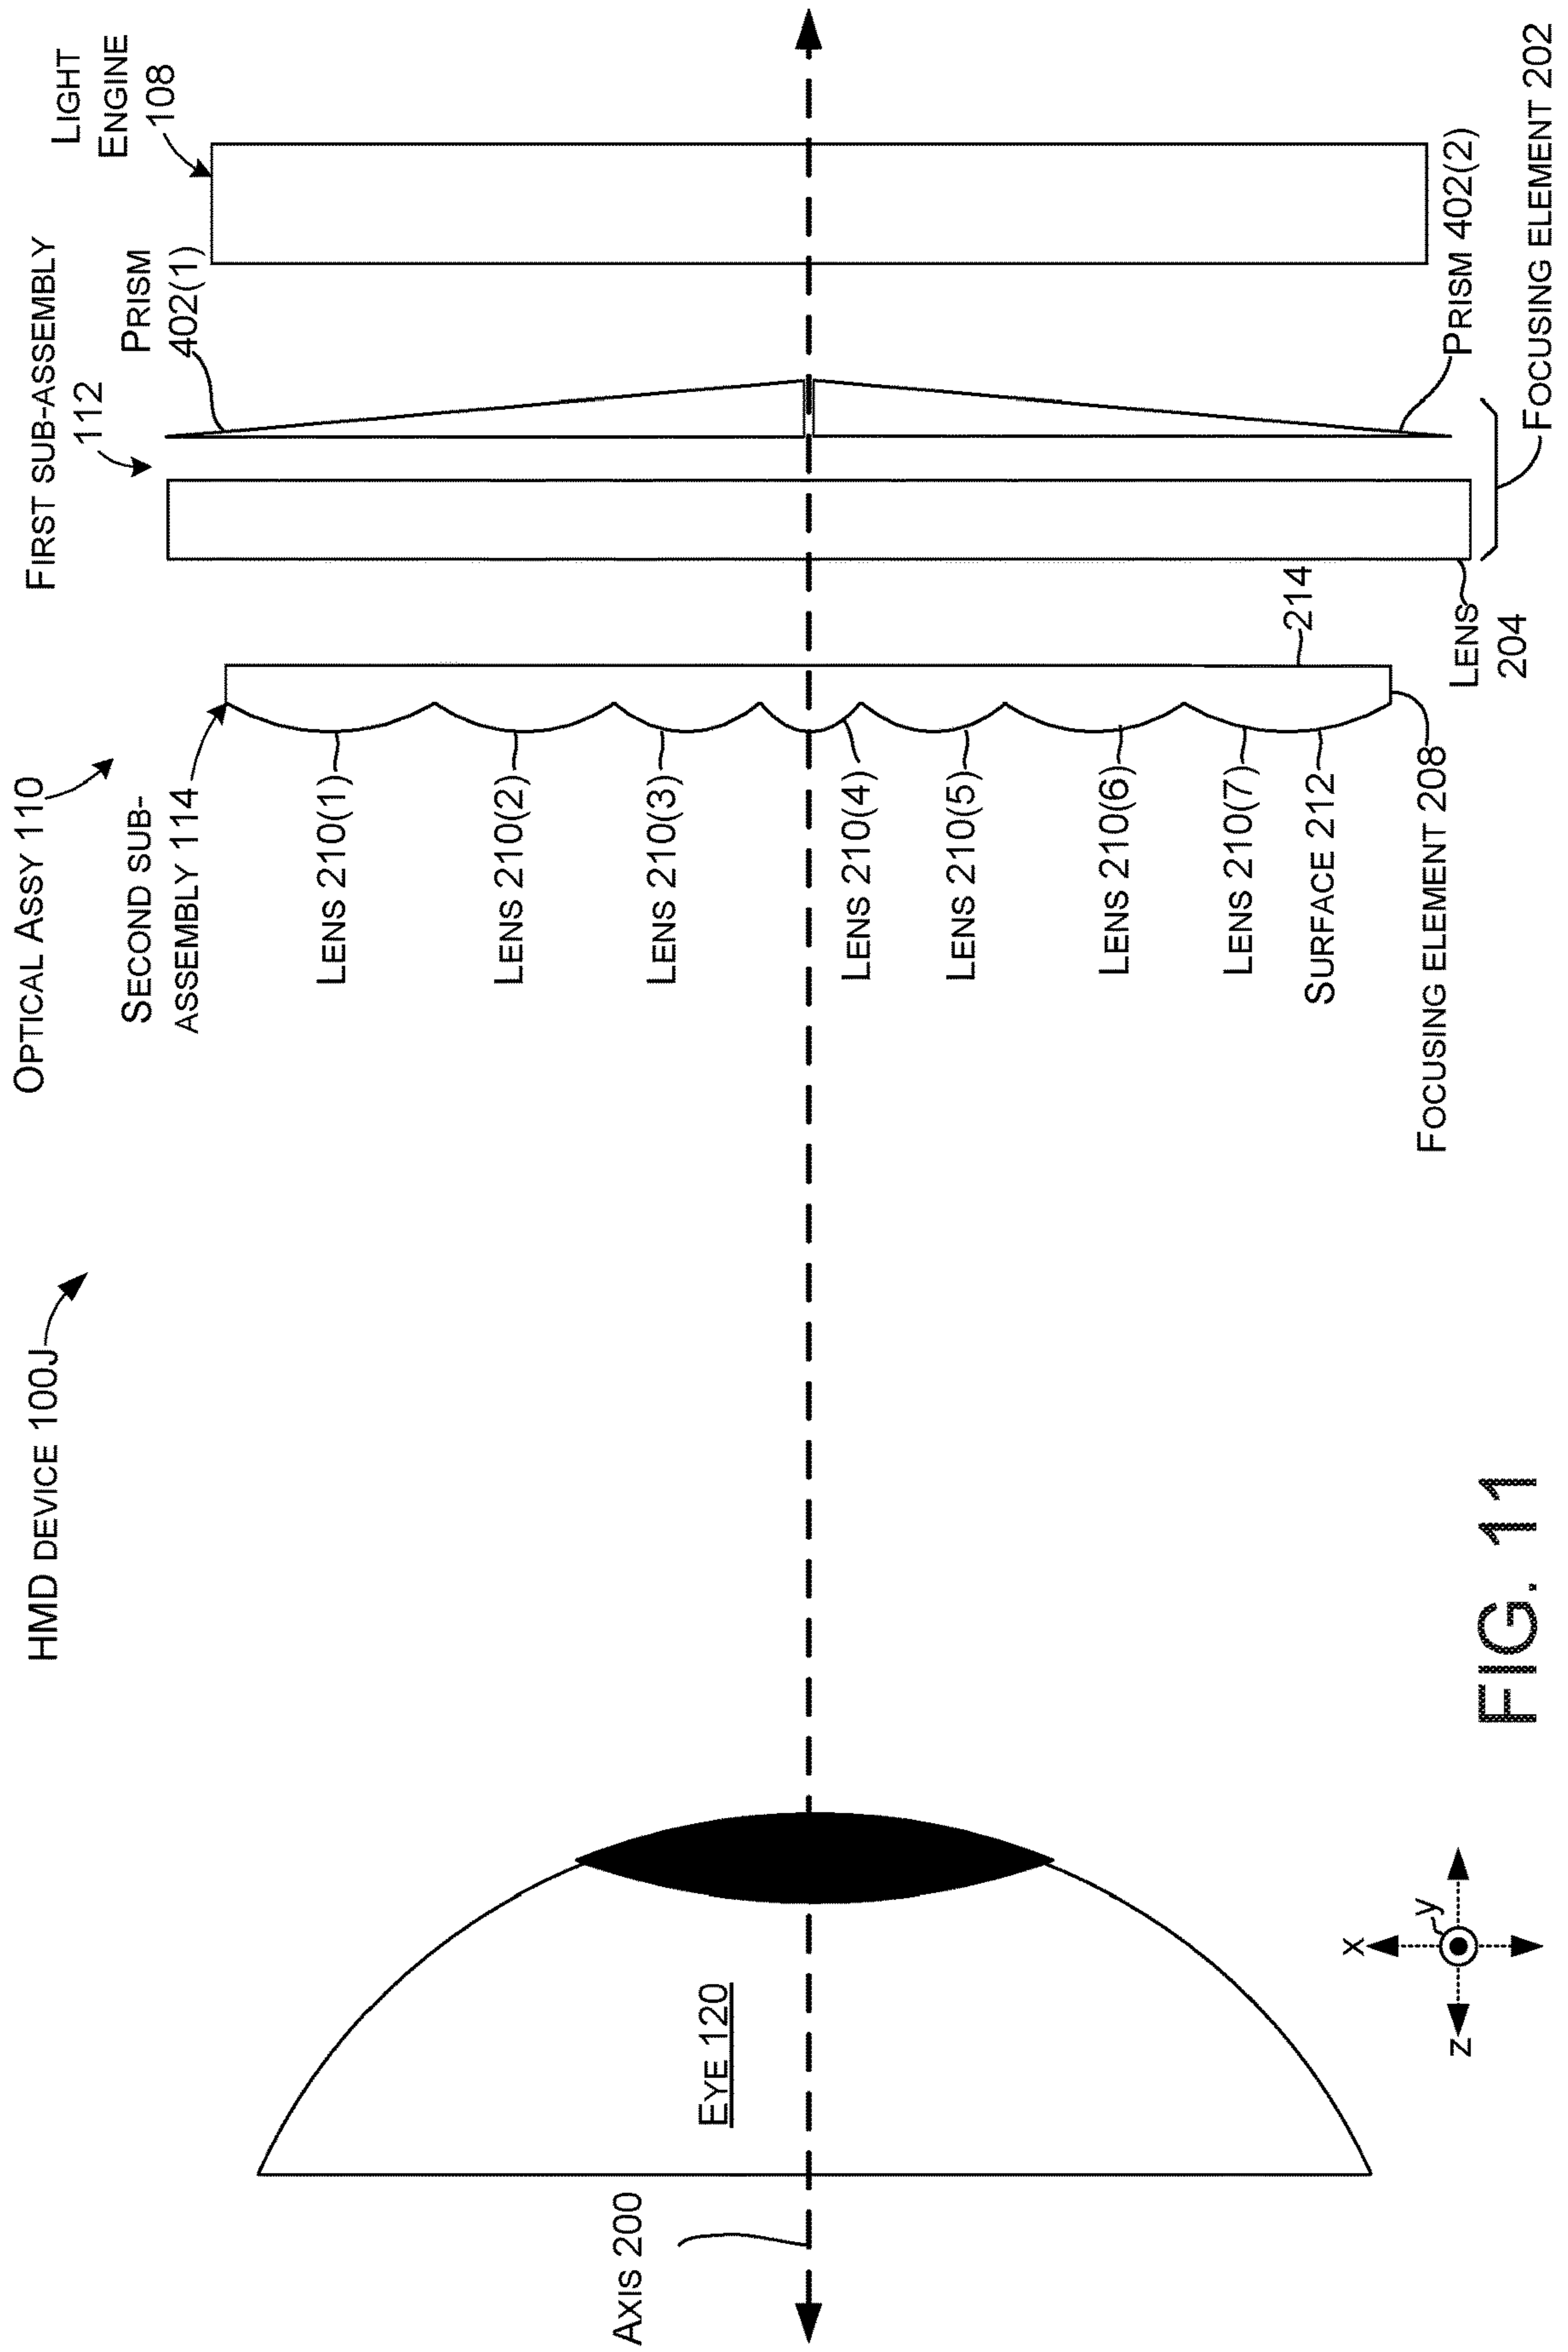 HMD DEVICE 100J
OPTICAL ASSY 110
FIRST SUB-ASSEMBLY
112
LIGHT
ENGINE
108
SECOND SUB-
ASSEMBLY 114
PRISM
402(1)
LENS 210(1)
LENS 210(2)
LENS 210(3)
LENS 210(4)
LENS 210(5)
LENS 210(6)
LENS 210(7)
SURFACE 212
214
FOCUSING ELEMENT 208
LENS
204
PRISM 402(2)
FOCUSING ELEMENT 202
AXIS 200
EYE 120
x
y
z
FIG. 11